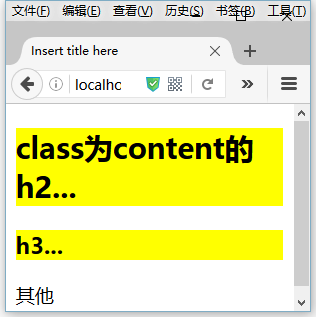 文件(F) 编辑(E) 查看(V) 历史(S) 书签(B) 工具(T)
Insert title here
localho
class为content的
h2...
h3...
其他